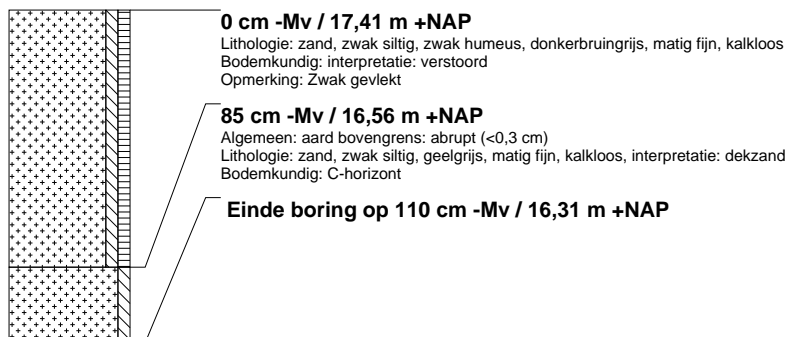 0 cm -Mv / 17,41 m +NAP
Lithologie: zand, zwak siltig, zwak humeus, donkerbruingrijs, matig fijn, kalkloos
Bodemkundig: interpretatie: verstoord
Opmerking: Zwak gevlekt
85 cm -Mv / 16,56 m +NAP
Algemeen: aard bovengrens: abrupt (<0,3 cm)
Lithologie: zand, zwak siltig, geelgrijs, matig fijn, kalkloos, interpretatie: dekzand
Bodemkundig: C-horizont
Einde boring op 110 cm -Mv / 16,31 m +NAP